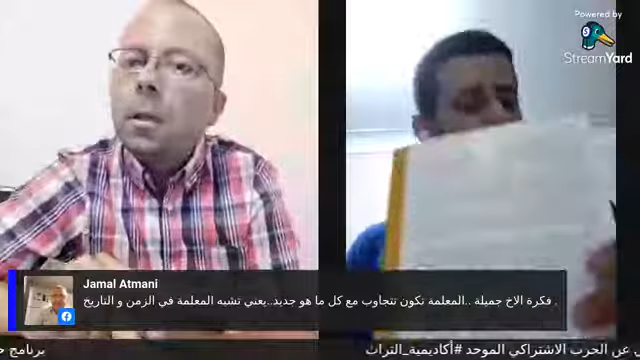 Powered by
StreamYard
Jamal Atmani
فكرة الاخ جميلة ..المعلمة تكون تتجاوب مع كل ما هو جديد..يعني تشبه المعلمة في الزمن و التاريخ .
عن الحزب الاشتراكي الموحد #أكاديمية_التراث
برنامج